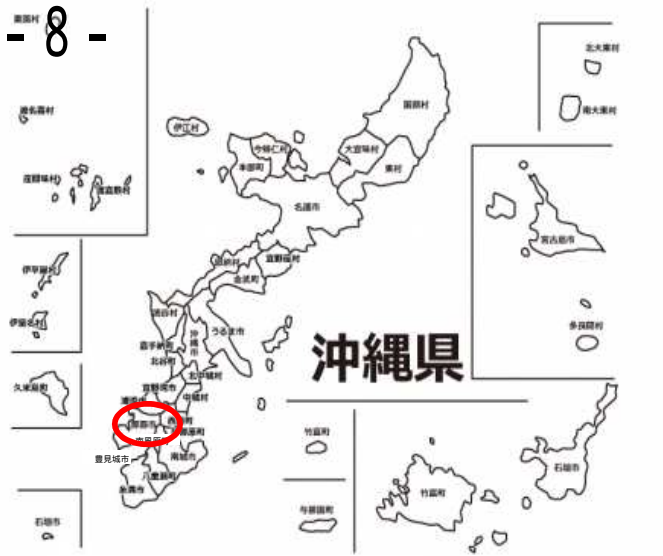 - 8 -
粟国村
北大東村
国頭村
渡名喜村
南大東村
伊江村
今帰仁村
大宜味村
本部町
東村
座間味村
渡嘉敷村
名護市
宮古島市
恩納村
宜野座村
伊平屋村
金武町
読谷村
伊是名村
うるま市
沖縄市
多良間村
嘉手納町
沖縄県
北谷町
北中城村
久米島町
宜野湾市
中城村
浦添市
西原町
那覇市
与那原町
竹富町
南風原町
豊見城市
南城市
石垣市
八重瀬町
糸満市
竹富町
与那国町
石垣市